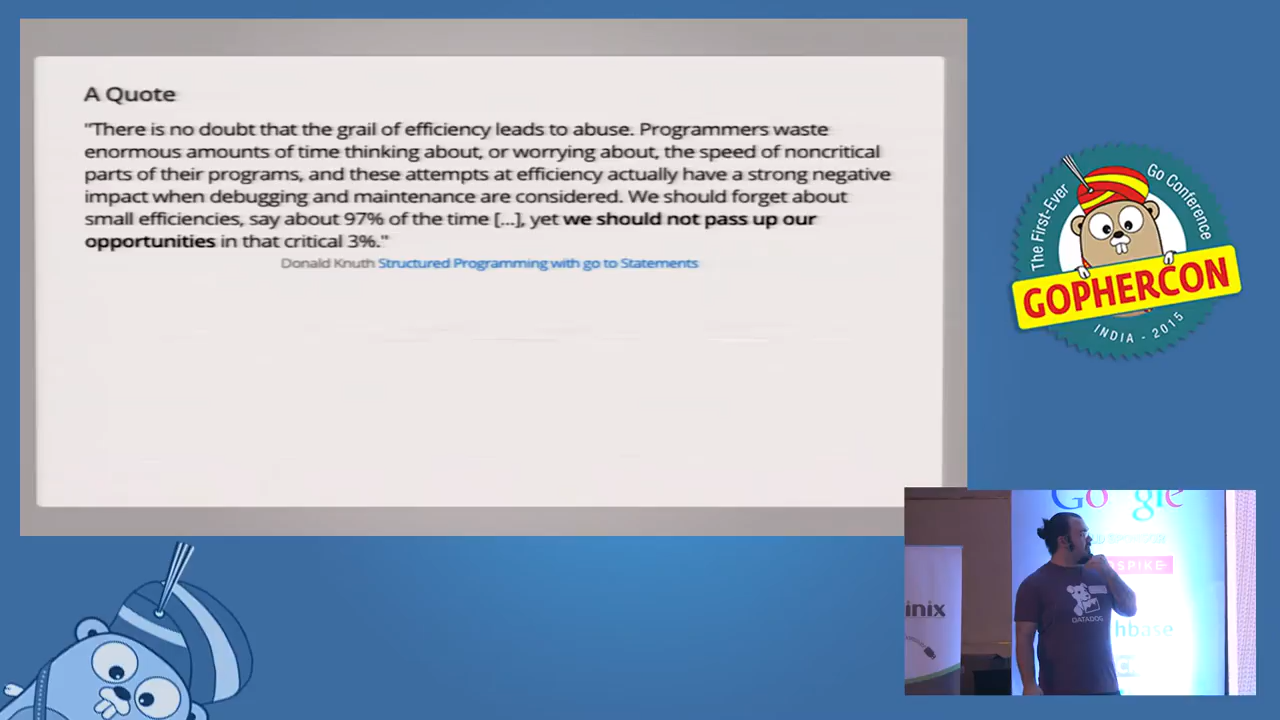 A Quote
"There is no doubt that the grail of efficiency leads to abuse. Programmers waste
enormous amounts of time thinking about, or worrying about, the speed of noncritical
parts of their programs, and these attempts at efficiency actually have a strong negative
impact when debugging and maintenance are considered. We should forget about
small efficiencies, say about 97% of the time [...], yet we should not pass up our
opportunities in that critical 3%."
Donald Knuth Structured Programming with go to Statements
The First-Ever
Go Conference
GOPHERCON
INDIA - 2015
Google
SPIKE
inix
DATADOG
hbase